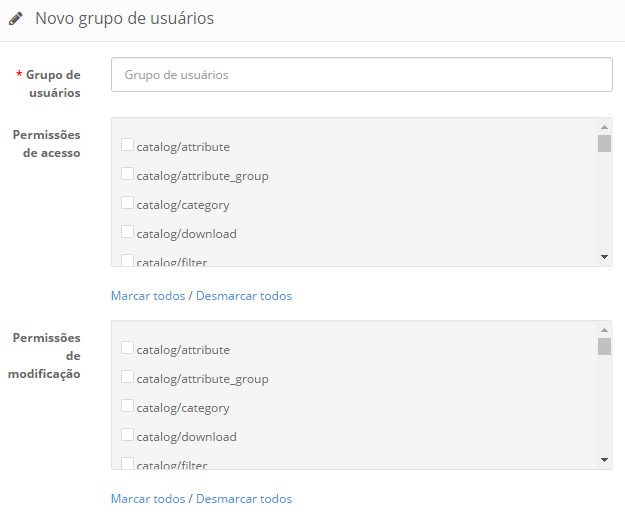 Novo grupo de usuários
* Grupo de
usuários
Grupo de usuários
Permissões
de acesso
catalog/attribute
catalog/attribute_group
catalog/category
catalog/download
catalog/filter
Marcar todos / Desmarcar todos
Permissões
de
modificação
catalog/attribute
catalog/attribute_group
catalog/category
catalog/download
catalog/filter
Marcar todos / Desmarcar todos